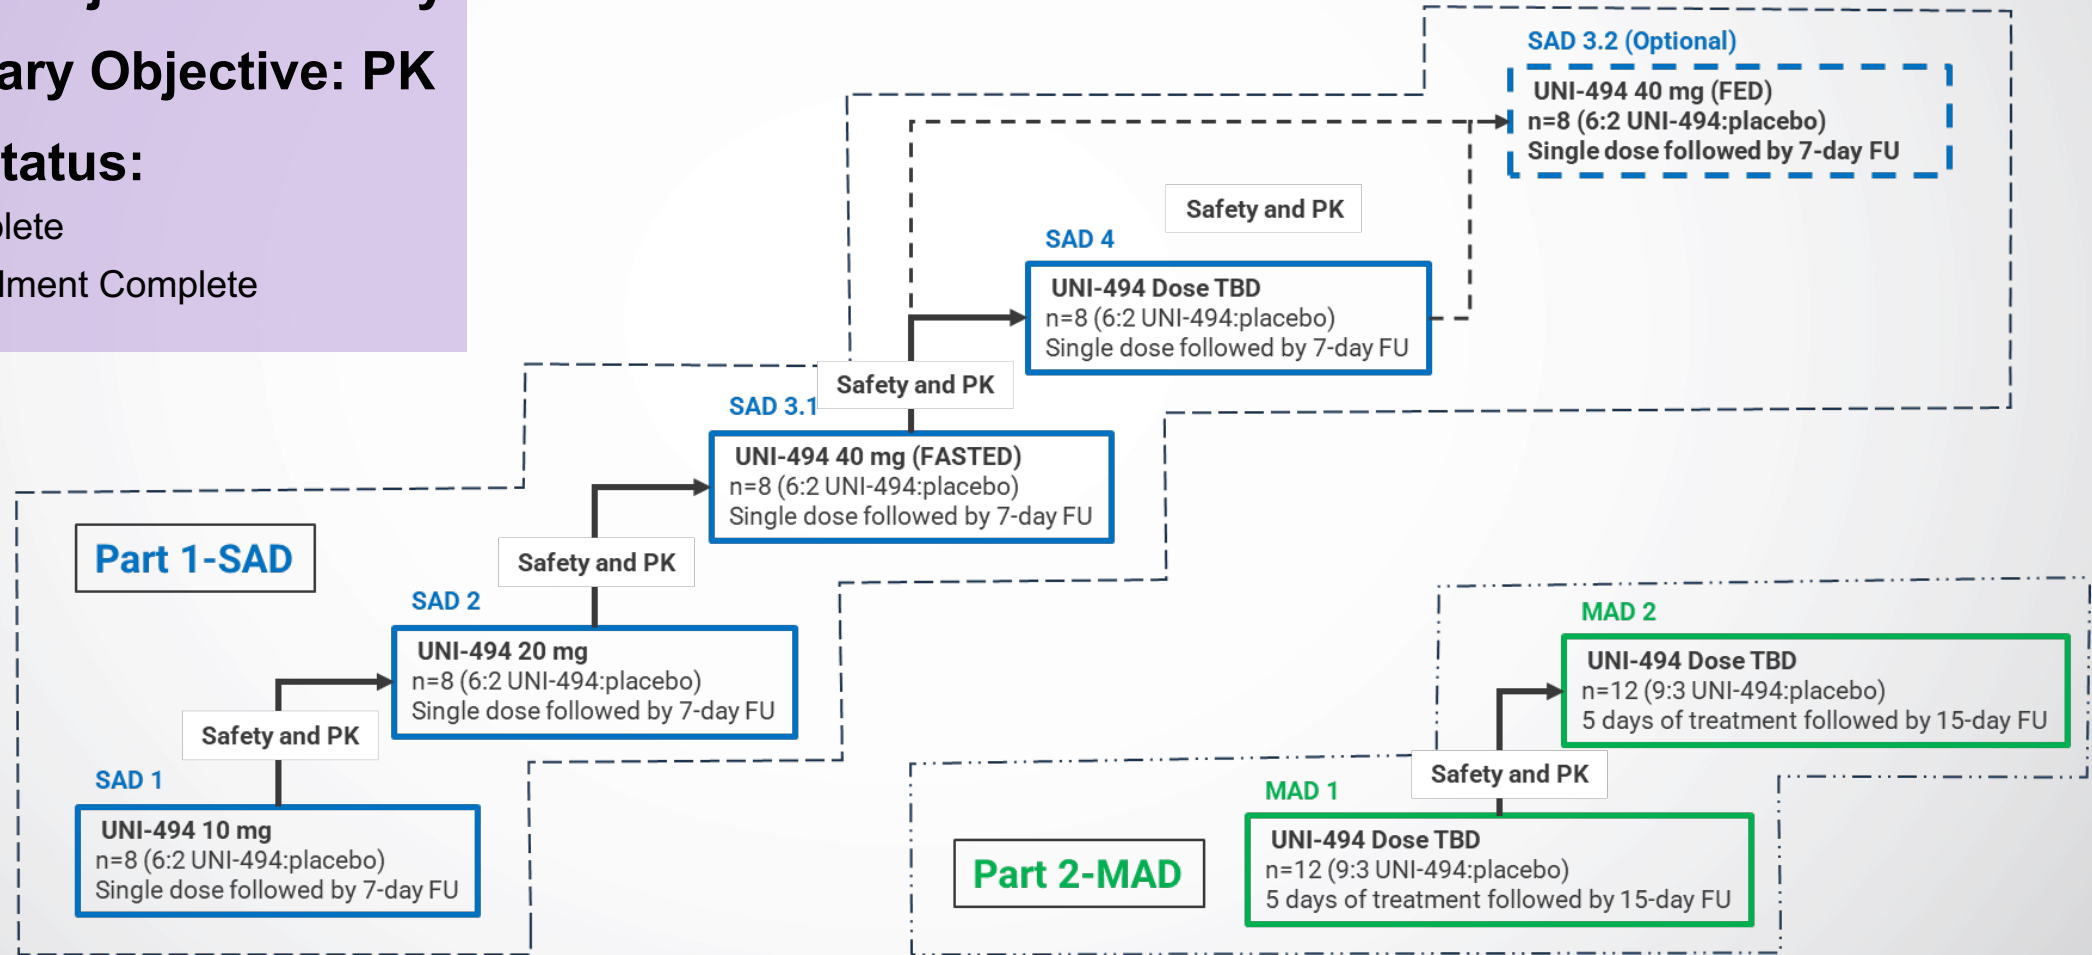 ary Objective: PK
tatus:
plete
lment Complete
SAD 3.2 (Optional)
UNI-494 40 mg (FED)
n=8 (6:2 UNI-494:placebo)
Single dose followed by 7-day FU
Safety and PK
SAD 4
UNI-494 Dose TBD
n=8 (6:2 UNI-494:placebo)
Single dose followed by 7-day FU
Safety and PK
SAD 3.1
UNI-494 40 mg (FASTED)
n=8 (6:2 UNI-494:placebo)
Single dose followed by 7-day FU
Part 1-SAD
Safety and PK
SAD 2
UNI-494 20 mg
n=8 (6:2 UNI-494:placebo)
Single dose followed by 7-day FU
Safety and PK
SAD 1
UNI-494 10 mg
n=8 (6:2 UNI-494:placebo)
Single dose followed by 7-day FU
MAD 2
UNI-494 Dose TBD
n=12 (9:3 UNI-494:placebo)
5 days of treatment followed by 15-day FU
Safety and PK
MAD 1
UNI-494 Dose TBD
n=12 (9:3 UNI-494:placebo)
5 days of treatment followed by 15-day FU
Part 2-MAD